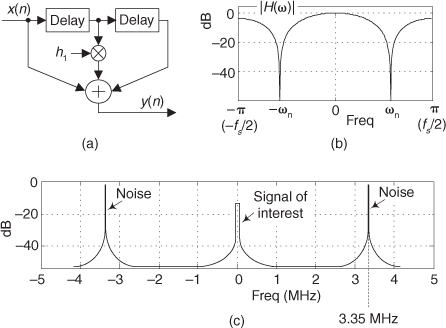 x(n)
Delay
Delay
h1
+
y(n)
(a)
dB
0
−20
−40
|H(ω)|
−π
−ωn
0
ωn
π
(−fs/2)
Freq
(fs/2)
(b)
dB
0
−20
−40
Noise
Signal of
interest
Noise
−5
−4
−3
−2
−1
0
1
2
3
4
5
Freq (MHz)
3.35 MHz
(c)